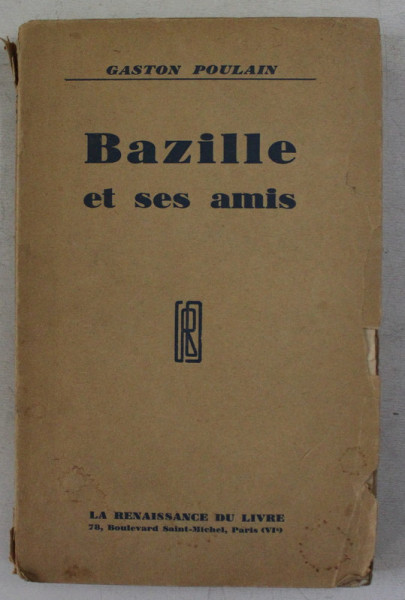 GASTON POULAIN
Bazille
et ses amis
LA RENAISSANCE DU LIVRE
78, Boulevard Saint-Michel, Paris (VIᵉ)